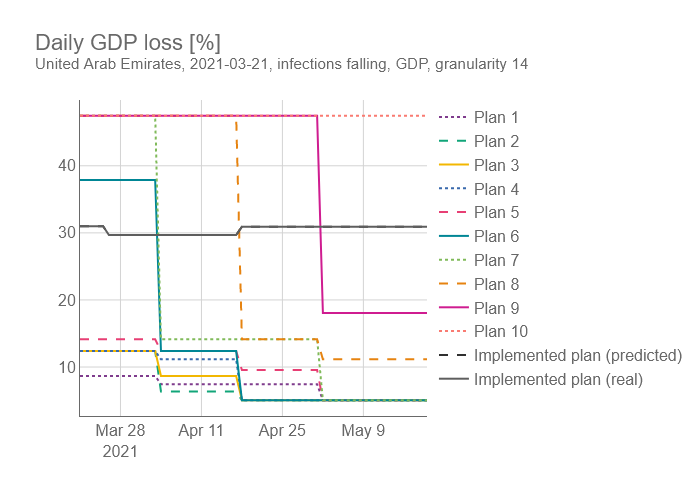 Daily GDP loss [%]
United Arab Emirates, 2021-03-21, infections falling, GDP, granularity 14
40
30
20
10
Mar 28
2021
Apr 11
Apr 25
May 9
Plan 1
Plan 2
Plan 3
Plan 4
Plan 5
Plan 6
Plan 7
Plan 8
Plan 9
Plan 10
Implemented plan (predicted)
Implemented plan (real)